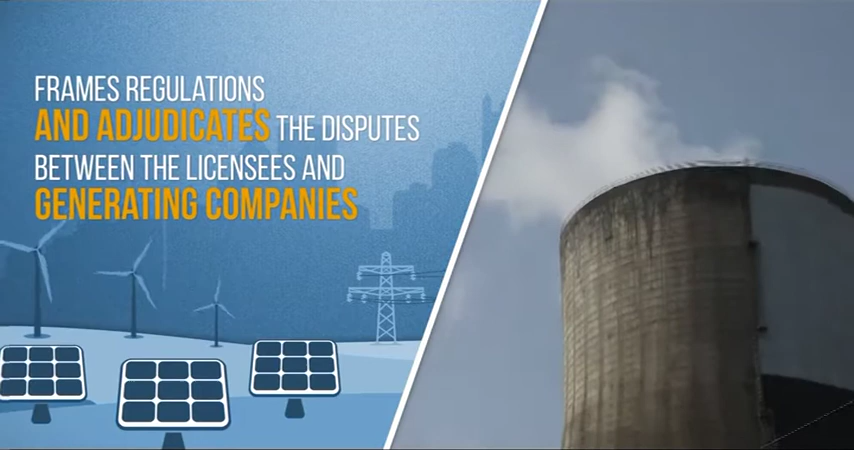 FRAMES REGULATIONS
AND ADJUDICATES THE DISPUTES
BETWEEN THE LICENSEES AND
GENERATING COMPANIES